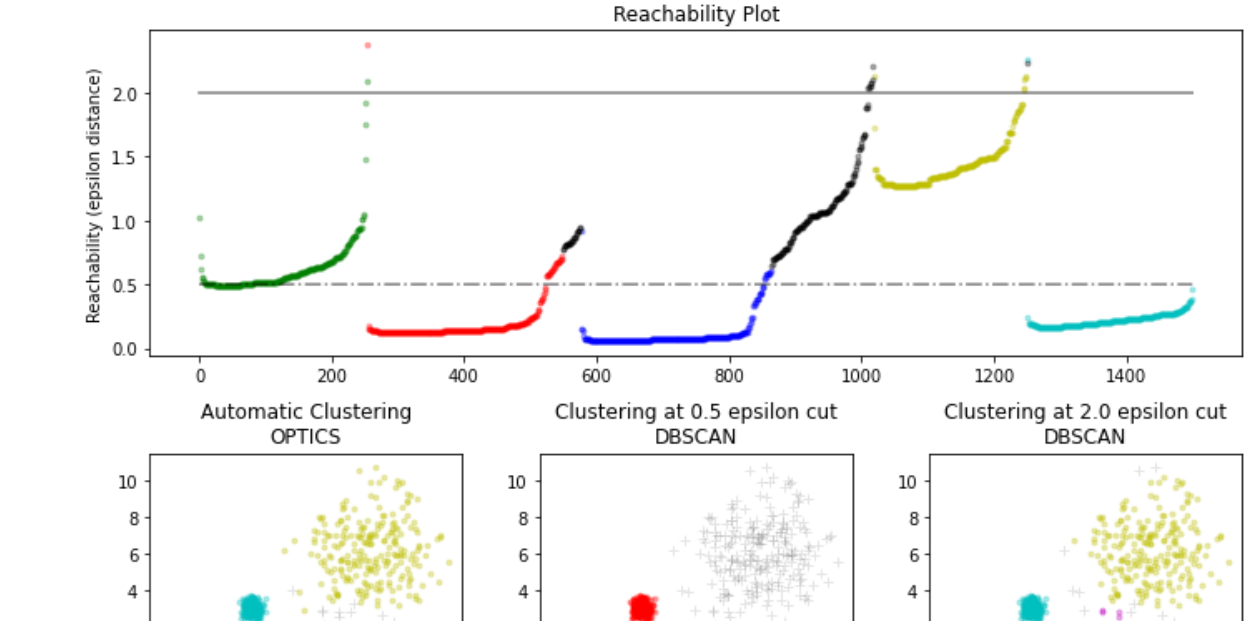 Reachability Plot
Reachability (epsilon distance)
2.0
1.5
1.0
0.5
0.0
0 200 400 600 800 1000 1200 1400
Automatic Clustering
OPTICS
Clustering at 0.5 epsilon cut
DBSCAN
Clustering at 2.0 epsilon cut
DBSCAN
10
8
6
4
10
8
6
4
10
8
6
4